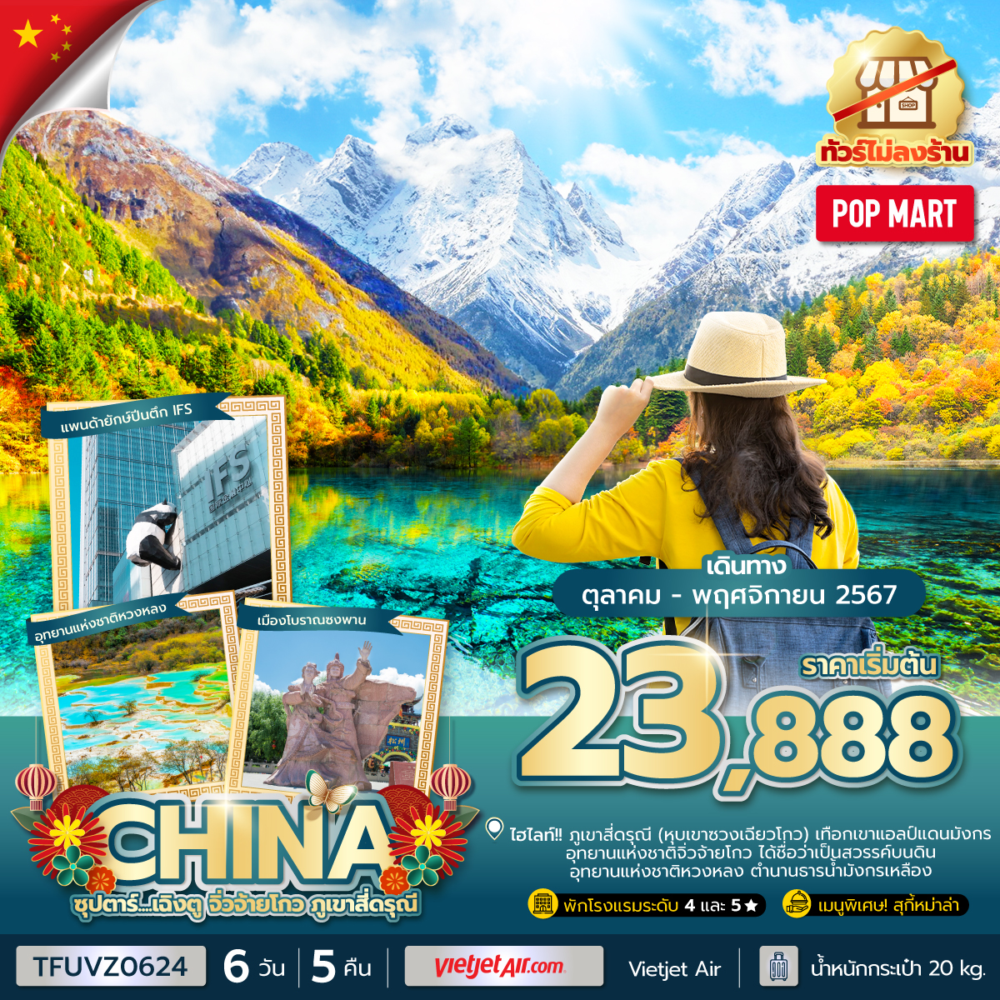 SHOP
ทัวร์ไม่ลงร้าน
POP MART
แพนด้ายักษ์ปีนตึก IFS
IFS
อุทยานแห่งชาติหวงหลง
เมืองโบราณซงพาน
松州
เดินทาง
ตุลาคม - พฤศจิกายน 2567
ราคาเริ่มต้น
23,888
CHINA
ซุปตาร์....เฉิงตู จิ่วจ้ายโกว ภูเขาสี่ดรุณี
ไฮไลท์!! ภูเขาสี่ดรุณี (หุบเขาซวงเฉียวโกว) เทือกเขาแอลป์แดนมังกร
อุทยานแห่งชาติจิ่วจ้ายโกว ได้ชื่อว่าเป็นสวรรค์บนดิน
อุทยานแห่งชาติหวงหลง ตำนานธารน้ำมังกรเหลือง
พักโรงแรมระดับ 4 และ 5★
เมนูพิเศษ! สุกี้หม่าล่า
TFUVZ0624
6 วัน
5 คืน
vietjetAir.com
Vietjet Air
น้ำหนักกระเป๋า 20 kg.